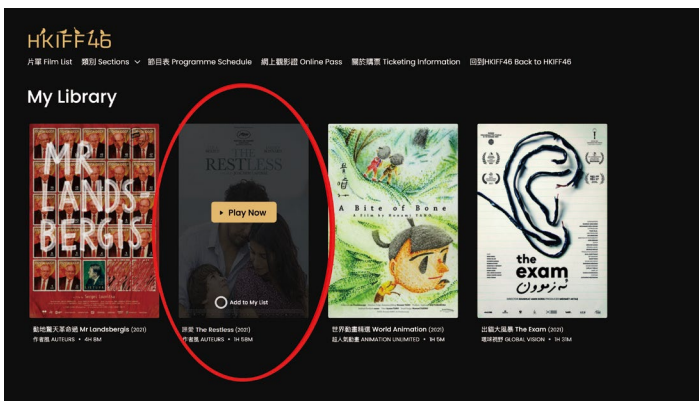 HKIFF46
片單 Film List 類別 Sections 節目表 Programme Schedule 網上觀影證 Online Pass 關於購票 Ticketing Information 回到HKIFF46 Back to HKIFF46
My Library
MR
LANDS
BERGIS
THE
RESTLESS
Play Now
Add to My List
A Bite of Bone
A Film by Honami YANO
the
exam
動地驚天革命過 Mr Landsbergis (2021)
作者風 AUTEURS • 4H 8M
The Restless (2021)
作者風 AUTEURS • 1H 58M
世界動畫精選 World Animation (2021)
超人氣動畫 ANIMATION UNLIMITED • 1H 5M
出貓大風暴 The Exam (2021)
環球視野 GLOBAL VISION • 1H 31M